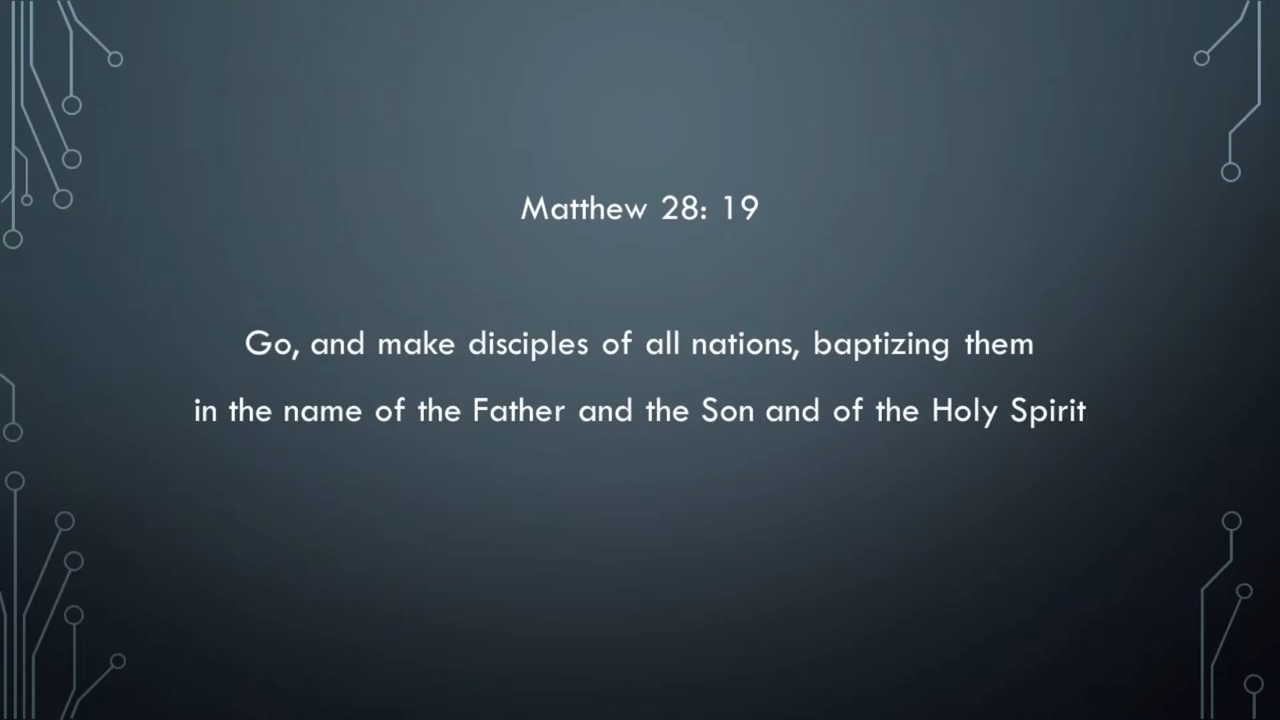 Matthew 28: 19
Go, and make disciples of all nations, baptizing them
in the name of the Father and the Son and of the Holy Spirit